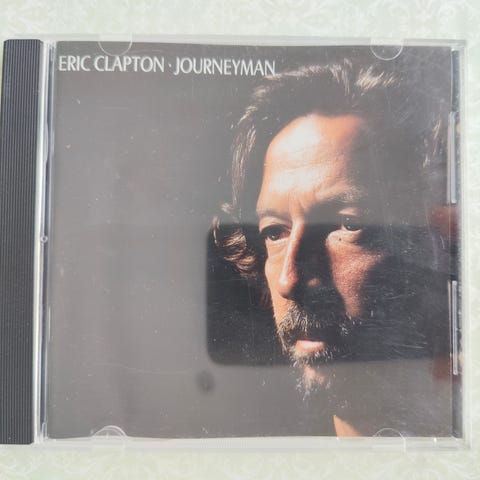 ERIC CLAPTON · JOURNEYMAN